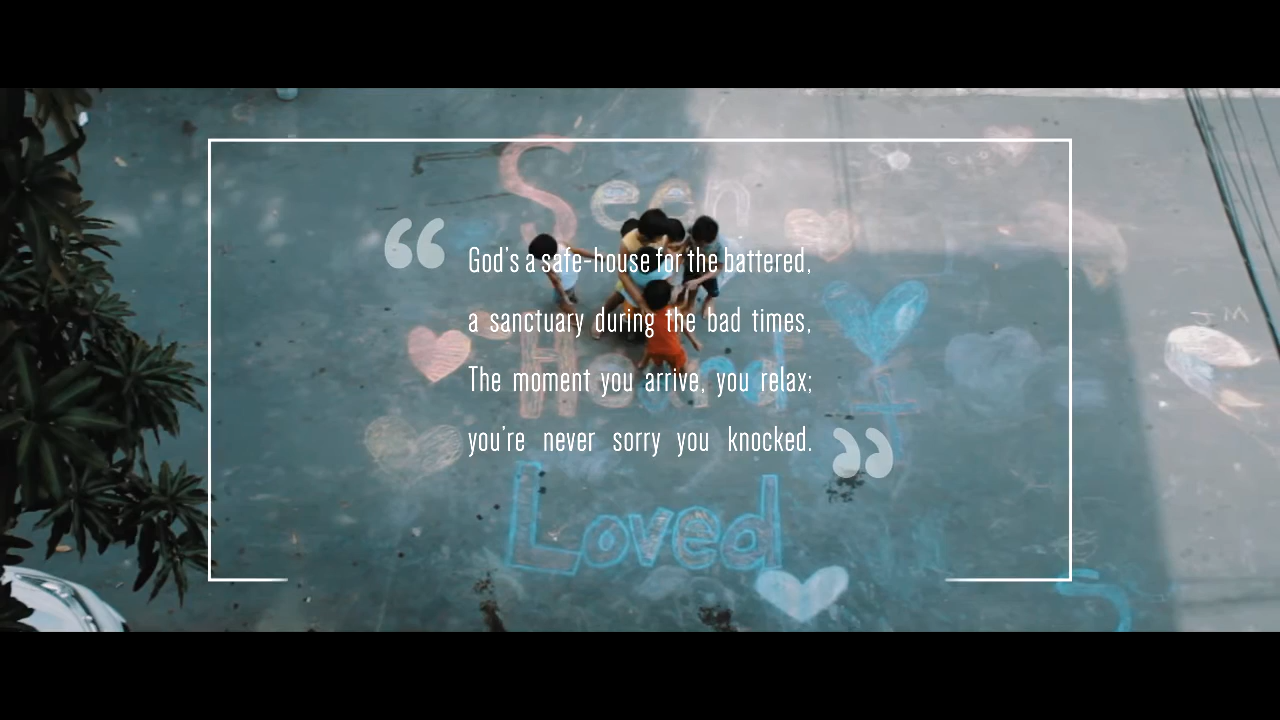 Seen
“God's a safe-house for the battered,
a sanctuary during the bad times.
The moment you arrive, you relax;
you're never sorry you knocked.”
Heard
Loved
JM